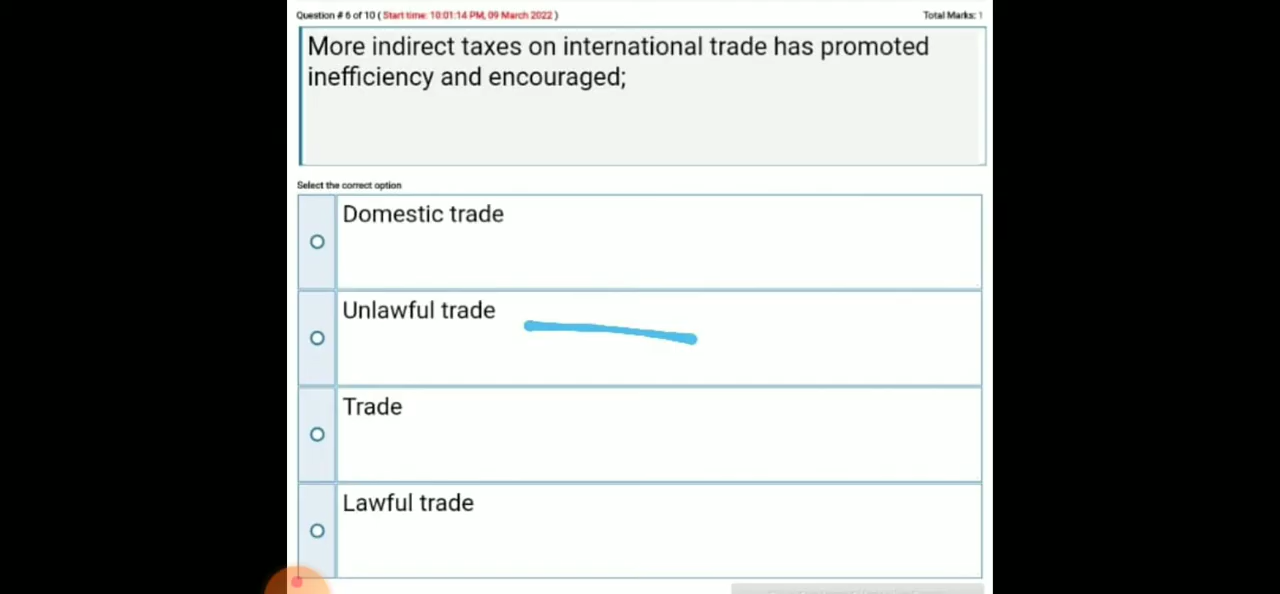 Question # 6 of 10 ( Start time: 10:01:14 PM, 09 March 2022 ) Total Marks: 1
More indirect taxes on international trade has promoted
inefficiency and encouraged;
Select the correct option
Domestic trade
Unlawful trade
Trade
Lawful trade